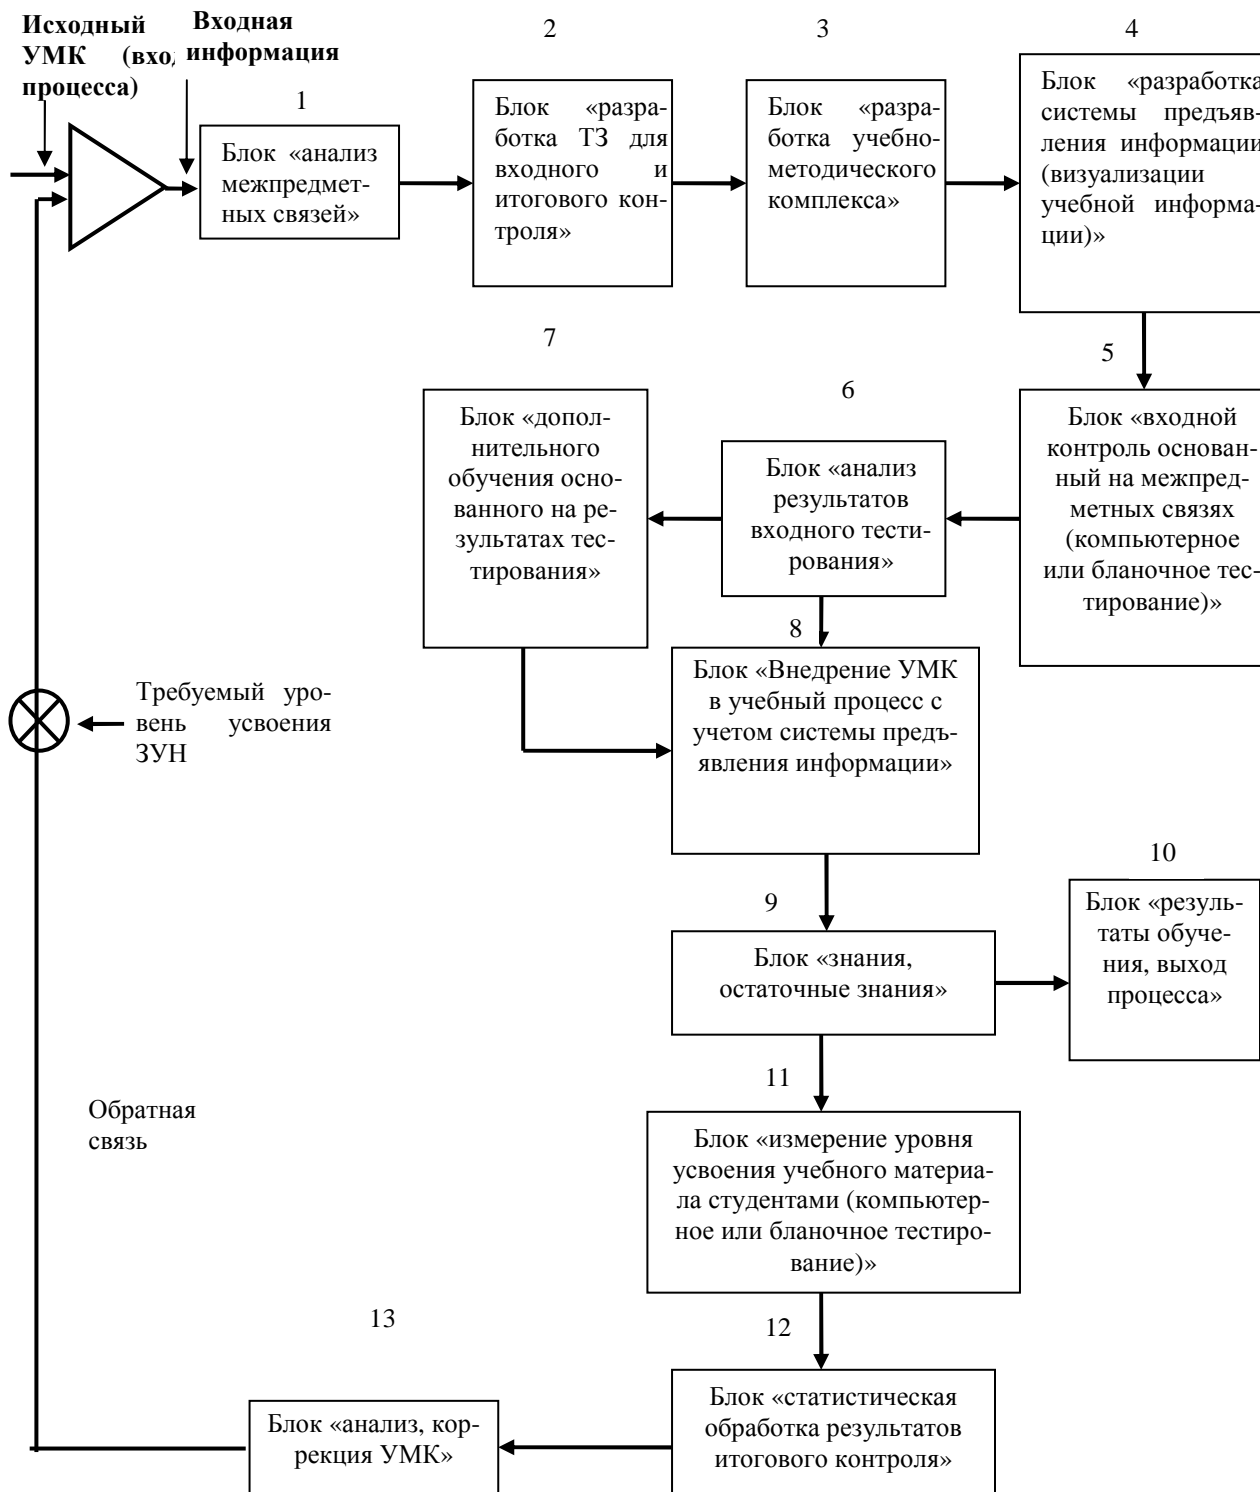 Исходный
УМК (вход
процесса)
Входная
информация
1
Блок «анализ
межпредмет-
ных связей»
2
Блок «разра-
ботка ТЗ для
входного и
итогового кон-
троля»
3
Блок «разра-
ботка учебно-
методического
комплекса»
4
Блок «разработка
системы предъяв-
ления информации
(визуализации
учебной информа-
ции)»
5
Блок «входной
контроль основан-
ный на межпред-
метных связях
(компьютерное
или бланочное тес-
тирование)»
6
Блок «анализ
результатов
входного тести-
рования»
7
Блок «допол-
нительного
обучения осно-
ванного на ре-
зультатах тес-
тирования»
8
Блок «Внедрение УМК
в учебный процесс с
учетом системы предъ-
явления информации»
Требуемый уро-
вень усвоения
ЗУН
9
Блок «знания,
остаточные знания»
10
Блок «резуль-
таты обуче-
ния, выход
процесса»
11
Блок «измерение уровня
усвоения учебного материа-
ла студентами (компьютер-
ное или бланочное тестиро-
вание)»
Обратная
связь
12
Блок «статистическая
обработка результатов
итогового контроля»
13
Блок «анализ, кор-
рекция УМК»